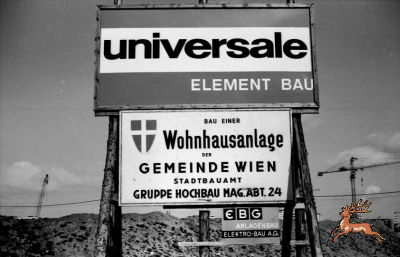 universale
ELEMENT BAU
BAU EINER
Wohnhausanlage
DER
GEMEINDE WIEN
STADTBAUAMT
GRUPPE HOCHBAU MAG.ABT. 24
EBG
ANLAGENBAU
ELEKTRO-BAU A.G.